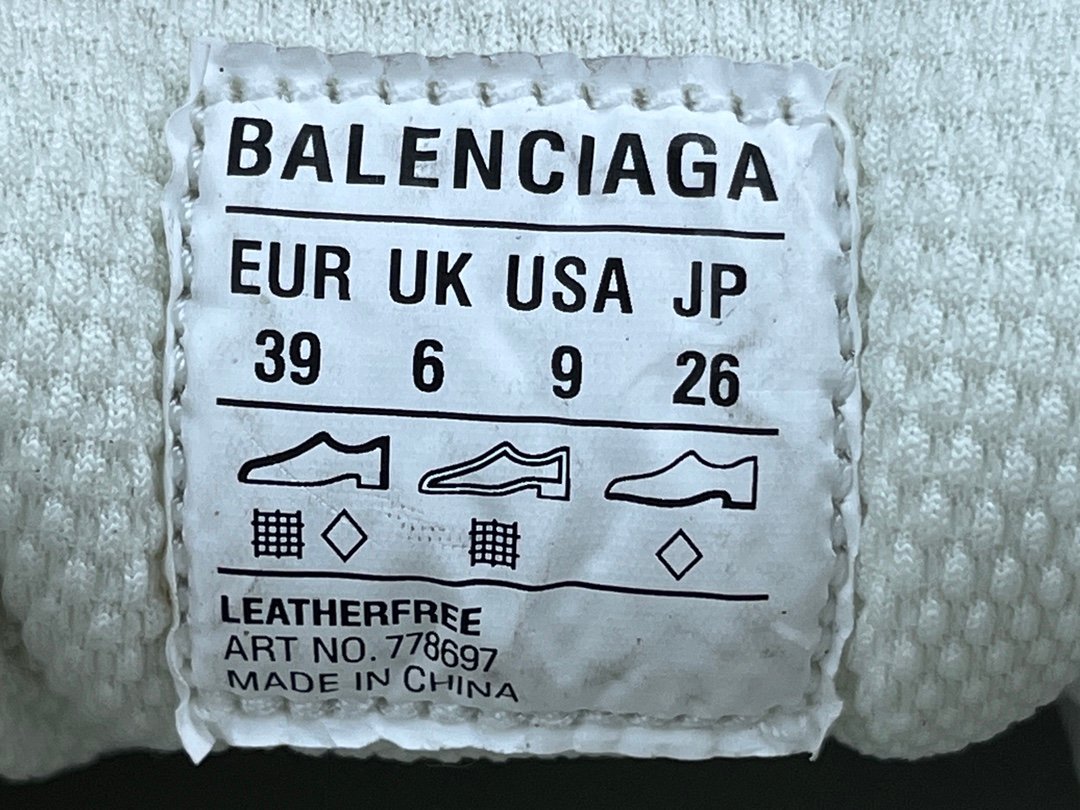 BALENCIAGA
EUR UK USA JP
39 6 9 26
LEATHERFREE
ART NO. 778697
MADE IN CHINA